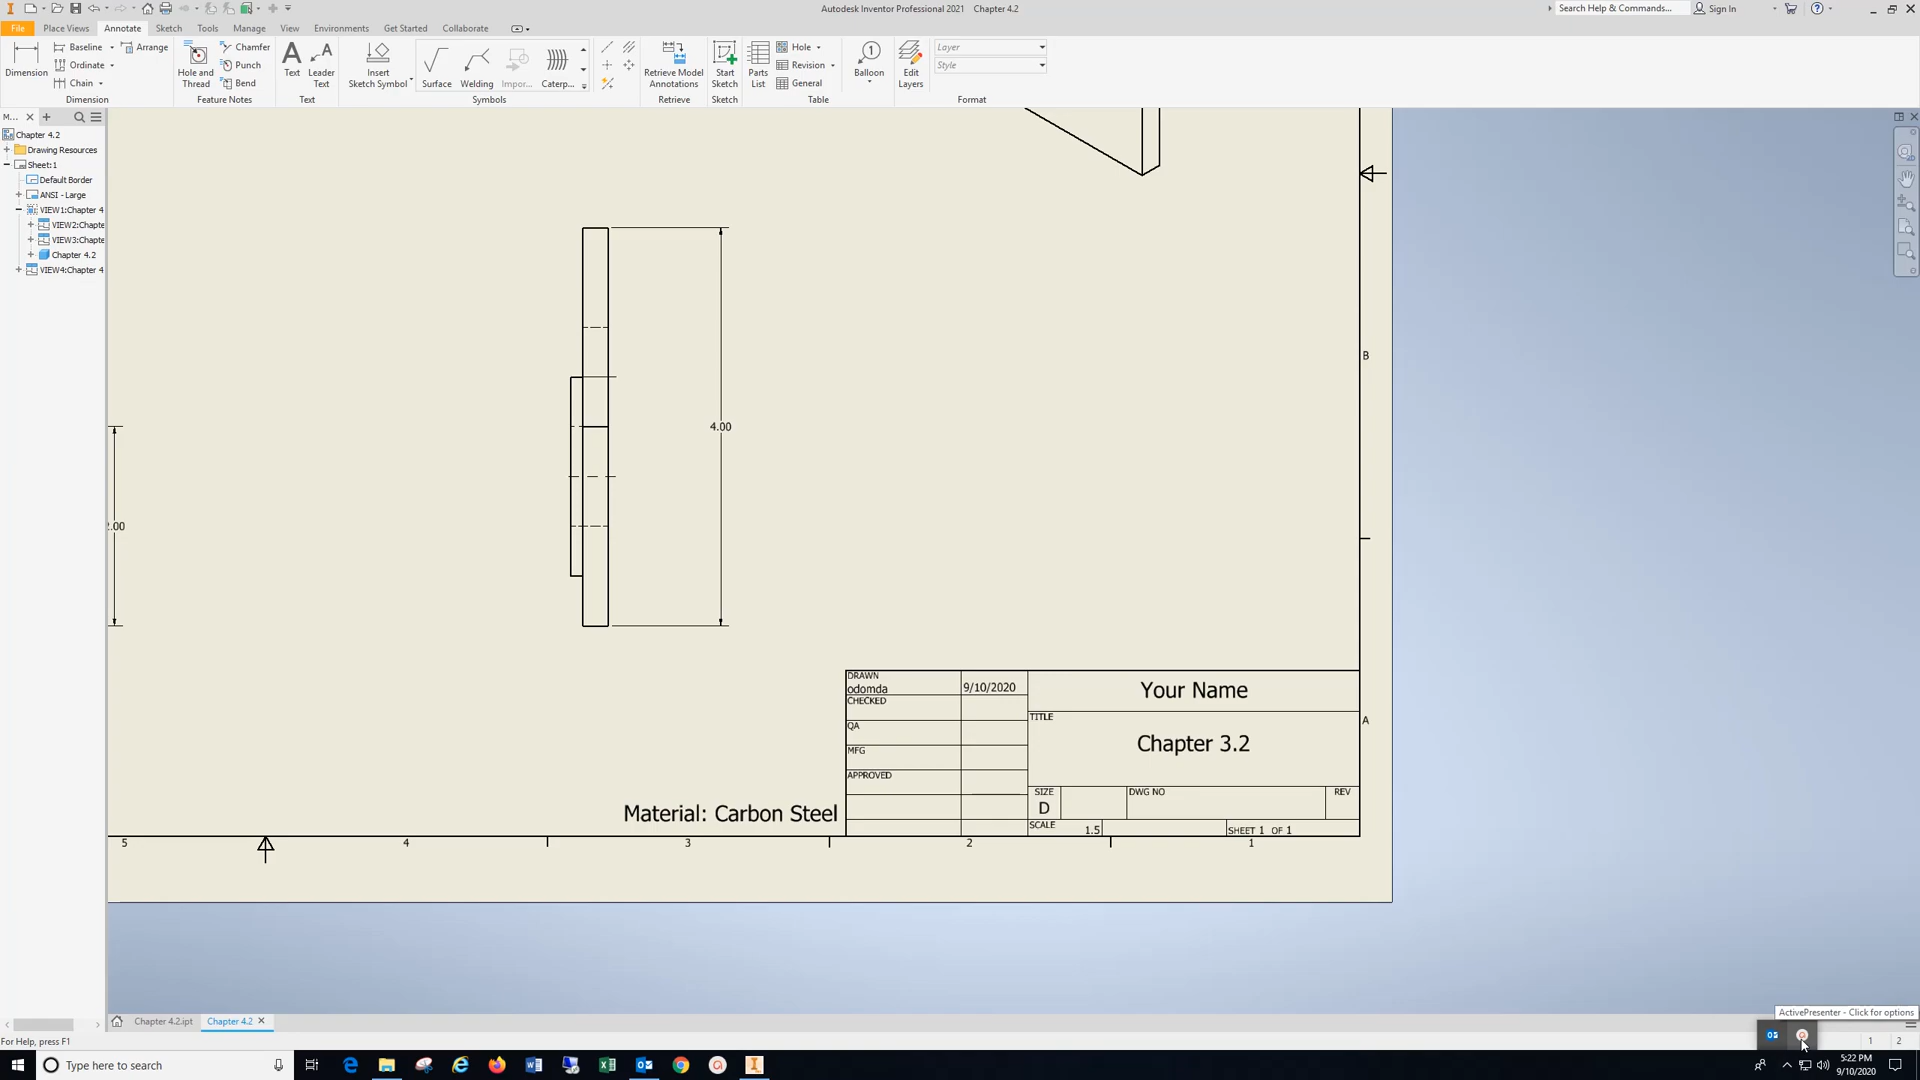 Autodesk Inventor Professional 2021 Chapter 4.2
Search Help & Commands...
Sign In
File Place Views Annotate Sketch Tools Manage View Environments Get Started Collaborate
Dimension
Baseline
Arrange
Ordinate
Chain
Dimension
Hole and Thread
Chamfer
Punch
Bend
Feature Notes
Text
Leader Text
Text
Insert Sketch Symbol
Surface
Welding
Impor...
Caterp...
Symbols
Retrieve Model Annotations
Retrieve
Start Sketch
Sketch
Parts List
Hole
Revision
General
Table
Balloon
Edit Layers
Layer
Style
Format
M...
Chapter 4.2
Drawing Resources
Sheet:1
Default Border
ANSI - Large
VIEW1:Chapter 4
VIEW2:Chapte
VIEW3:Chapte
Chapter 4.2
VIEW4:Chapter 4
4.00
.00
B
A
DRAWN
odomda
9/10/2020
CHECKED
QA
MFG
APPROVED
Your Name
TITLE
Chapter 3.2
SIZE
D
DWG NO
REV
SCALE
1.5
SHEET 1 OF 1
Material: Carbon Steel
5 4 3 2 1
ActivePresenter - Click for options
Chapter 4.2.ipt
Chapter 4.2
For Help, press F1
1 2
Type here to search
5:22 PM
9/10/2020